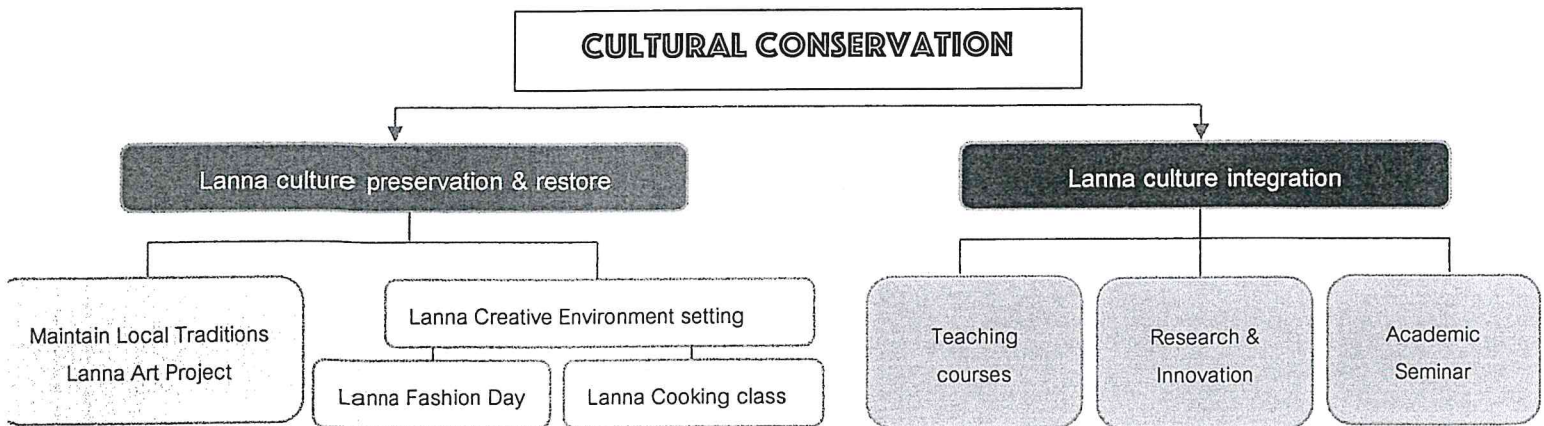 CULTURAL CONSERVATION
Lanna culture preservation & restore
Lanna culture integration
Maintain Local Traditions
Lanna Art Project
Lanna Creative Environment setting
Lanna Fashion Day
Lanna Cooking class
Teaching
courses
Research &
Innovation
Academic
Seminar